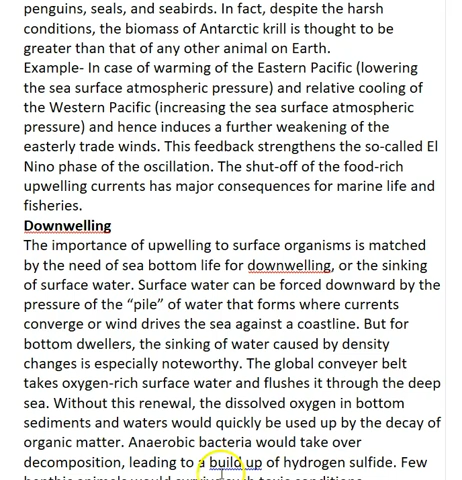 penguins, seals, and seabirds. In fact, despite the harsh
conditions, the biomass of Antarctic krill is thought to be
greater than that of any other animal on Earth.
Example- In case of warming of the Eastern Pacific (lowering
the sea surface atmospheric pressure) and relative cooling of
the Western Pacific (increasing the sea surface atmospheric
pressure) and hence induces a further weakening of the
easterly trade winds. This feedback strengthens the so-called El
Nino phase of the oscillation. The shut-off of the food-rich
upwelling currents has major consequences for marine life and
fisheries.
Downwelling
The importance of upwelling to surface organisms is matched
by the need of sea bottom life for downwelling, or the sinking
of surface water. Surface water can be forced downward by the
pressure of the “pile” of water that forms where currents
converge or wind drives the sea against a coastline. But for
bottom dwellers, the sinking of water caused by density
changes is especially noteworthy. The global conveyer belt
takes oxygen-rich surface water and flushes it through the deep
sea. Without this renewal, the dissolved oxygen in bottom
sediments and waters would quickly be used up by the decay of
organic matter. Anaerobic bacteria would take over
decomposition, leading to a build up of hydrogen sulfide. Few
benthic animals would survive such toxic conditions.